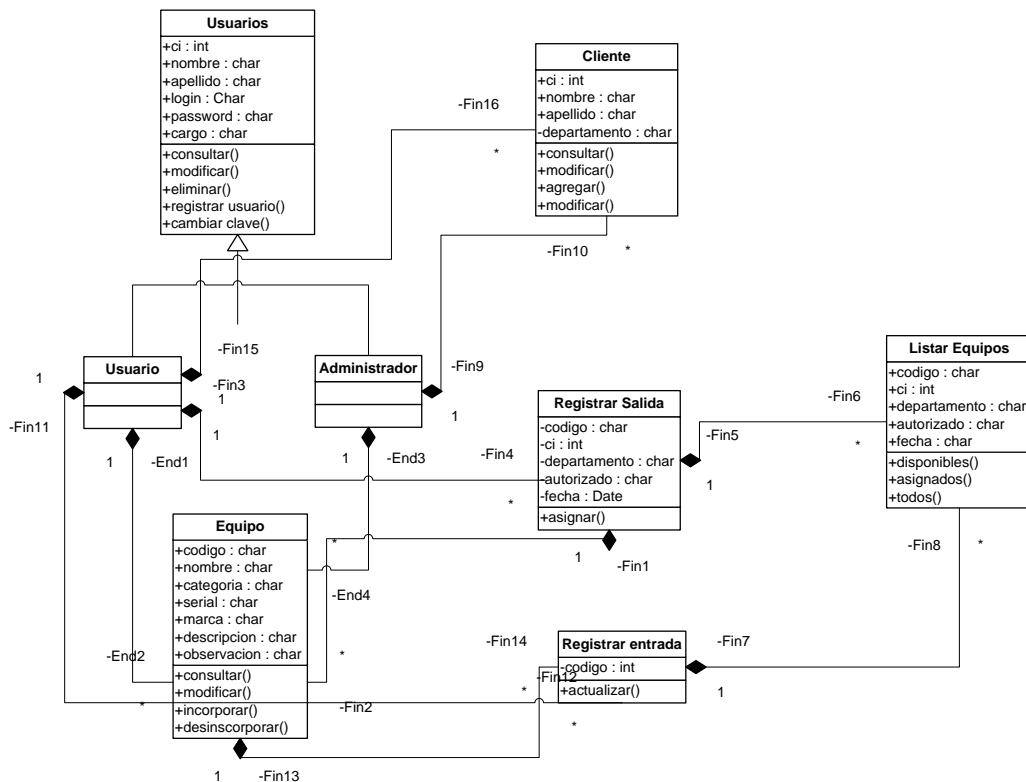 Usuarios
+ci : int
+nombre : char
+apellido : char
+login : Char
+password : char
+cargo : char
+consultar()
+modificar()
+eliminar()
+registrar usuario()
+cambiar clave()
Cliente
+ci : int
+nombre : char
+apellido : char
-departamento : char
+consultar()
+modificar()
+agregar()
+modificar()
-Fin16
*
-Fin10
*
-Fin15
-Fin3
1
1
Usuario
1
-Fin11
1
-End1
Administrador
-Fin9
1
1
-End3
Registrar Salida
-codigo : char
-ci : int
-departamento : char
-autorizado : char
-fecha : Date
+asignar()
-Fin4
*
-Fin5
1
-Fin6
*
1
-Fin1
Listar Equipos
+codigo : char
+ci : int
+departamento : char
+autorizado : char
+fecha : char
+disponibles()
+asignados()
+todos()
-Fin8
*
Equipo
+codigo : char
+nombre : char
+categoria : char
+serial : char
+marca : char
+descripcion : char
+observacion : char
+consultar()
+modificar()
+incorporar()
+desinscorporar()
*
-End4
*
-Fin2
-End2
*
1
-Fin13
Registrar entrada
-codigo : int
+actualizar()
-Fin14
-Fin12
*
*
-Fin7
1